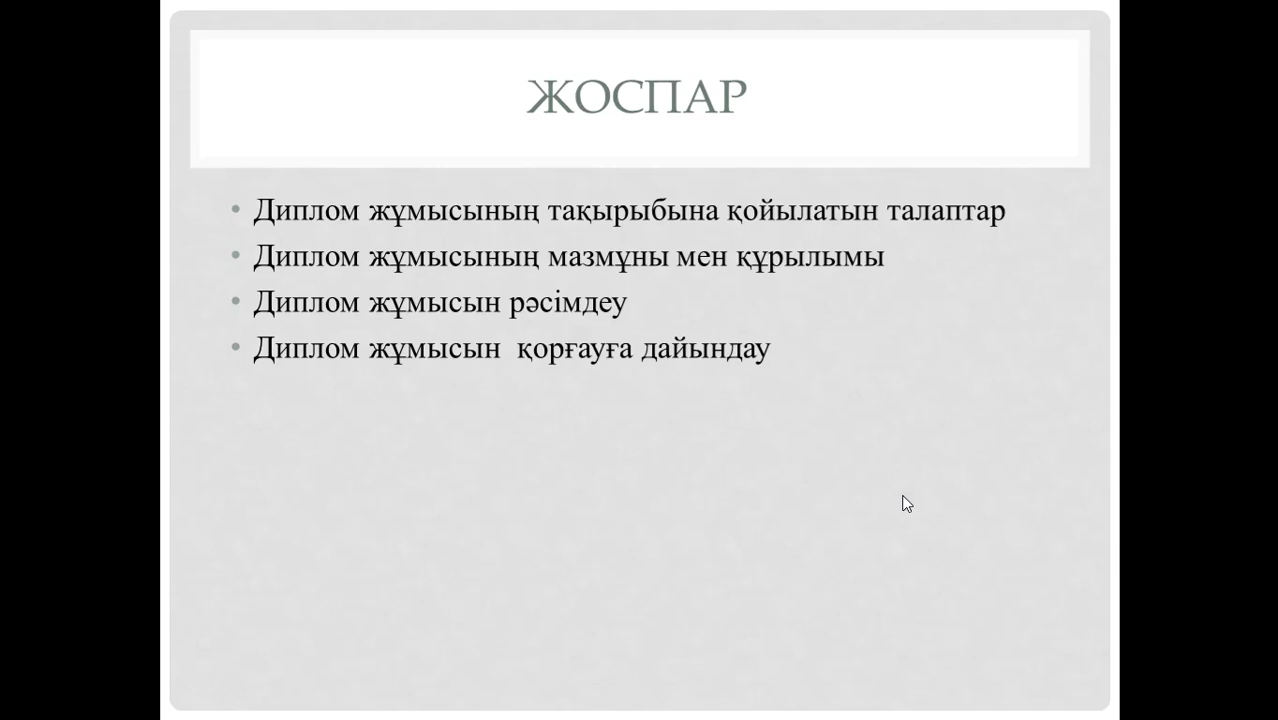 ЖОСПАР
• Диплом жұмысының тақырыбына қойылатын талаптар
• Диплом жұмысының мазмұны мен құрылымы
• Диплом жұмысын рәсімдеу
• Диплом жұмысын  қорғауға дайындау